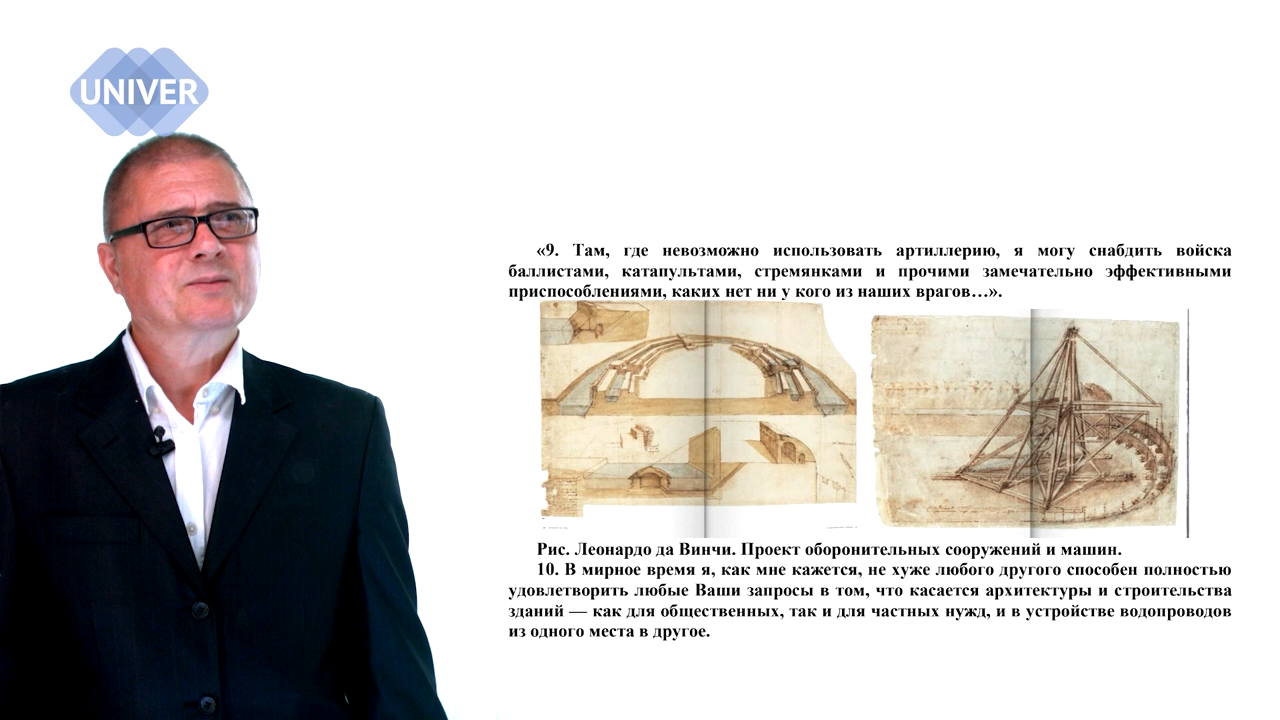 UNIVER
«9. Там, где невозможно использовать артиллерию, я могу снабдить войска
баллистами, катапультами, стремянками и прочими замечательно эффективными
приспособлениями, каких нет ни у кого из наших врагов…».
Рис. Леонардо да Винчи. Проект оборонительных сооружений и машин.
10. В мирное время я, как мне кажется, не хуже любого другого способен полностью
удовлетворить любые Ваши запросы в том, что касается архитектуры и строительства
зданий — как для общественных, так и для частных нужд, и в устройстве водопроводов
из одного места в другое.